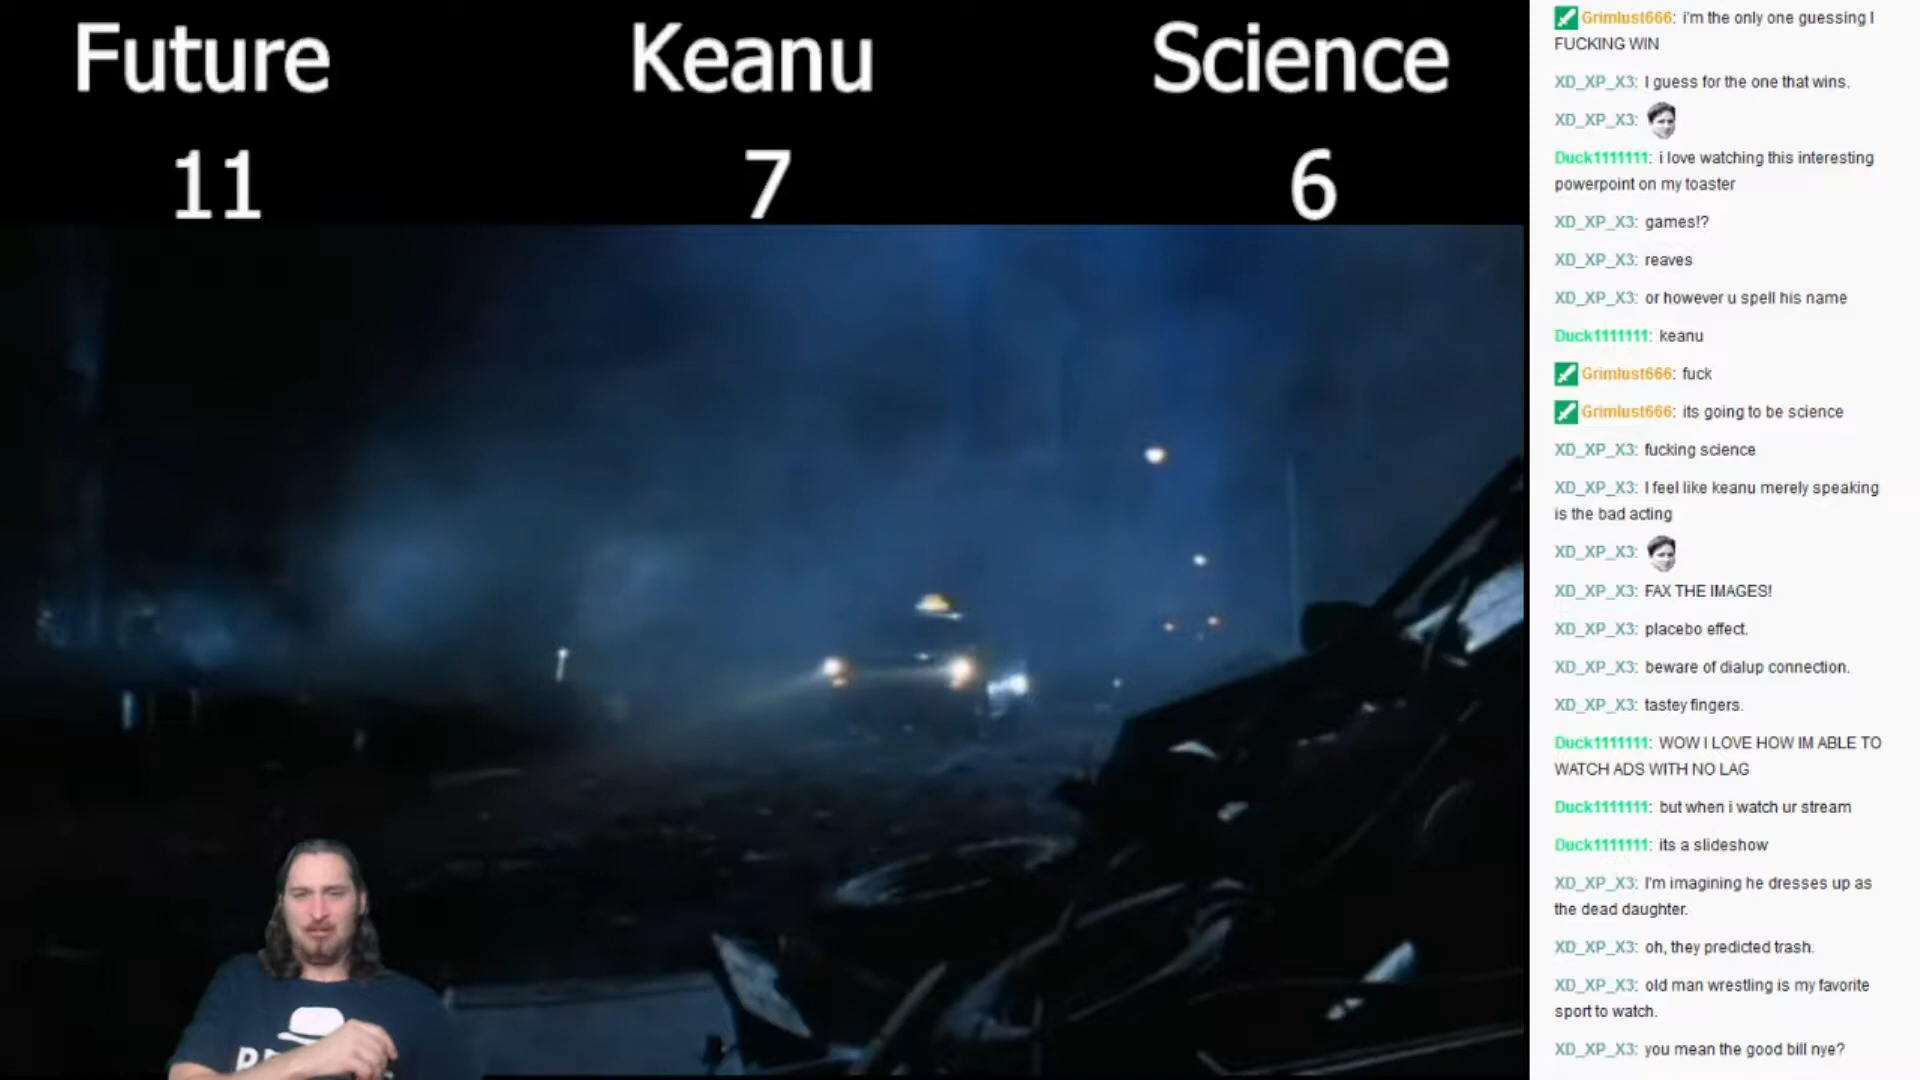 Future
Keanu
Science
11
7
6
Grimlust666: i'm the only one guessing I
FUCKING WIN
XD_XP_X3: I guess for the one that wins.
XD_XP_X3:
Duck1111111: i love watching this interesting
powerpoint on my toaster
XD_XP_X3: games!?
XD_XP_X3: reaves
XD_XP_X3: or however u spell his name
Duck1111111: keanu
Grimlust666: fuck
Grimlust666: its going to be science
XD_XP_X3: fucking science
XD_XP_X3: I feel like keanu merely speaking
is the bad acting
XD_XP_X3:
XD_XP_X3: FAX THE IMAGES!
XD_XP_X3: placebo effect.
XD_XP_X3: beware of dialup connection.
XD_XP_X3: tastey fingers.
Duck1111111: WOW I LOVE HOW IM ABLE TO
WATCH ADS WITH NO LAG
Duck1111111: but when i watch ur stream
Duck1111111: its a slideshow
XD_XP_X3: I'm imagining he dresses up as
the dead daughter.
XD_XP_X3: oh, they predicted trash.
XD_XP_X3: old man wrestling is my favorite
sport to watch.
XD_XP_X3: you mean the good bill nye?